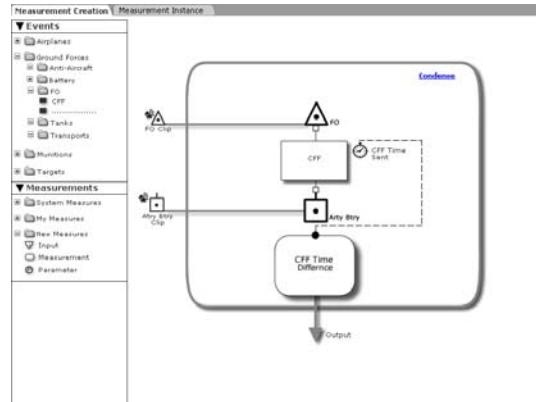 Measurement Creation
Measurement Instance
Events
Airplanes
Ground Forces
Anti-Aircraft
Battery
FO
CFF
................
Tanks
Transports
Munitions
Targets
Measurements
System Measures
My Measures
New Measures
Input
Measurement
Parameter
Condense
FO Clip
FO
CFF
CFF Time
Sent
Atry Btry
Clip
Arty Btry
CFF Time
Differnce
Output